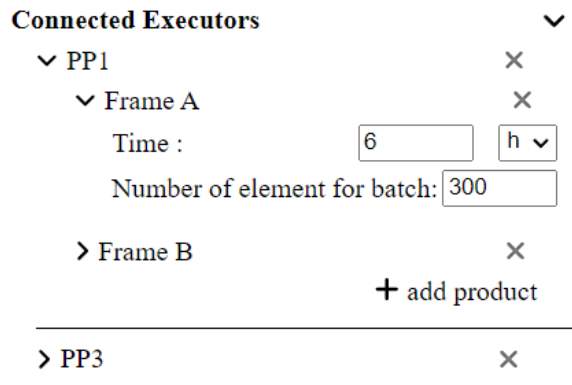 Connected Executors
PP1
Frame A
Time : 6 h
Number of element for batch: 300
Frame B
+ add product
PP3